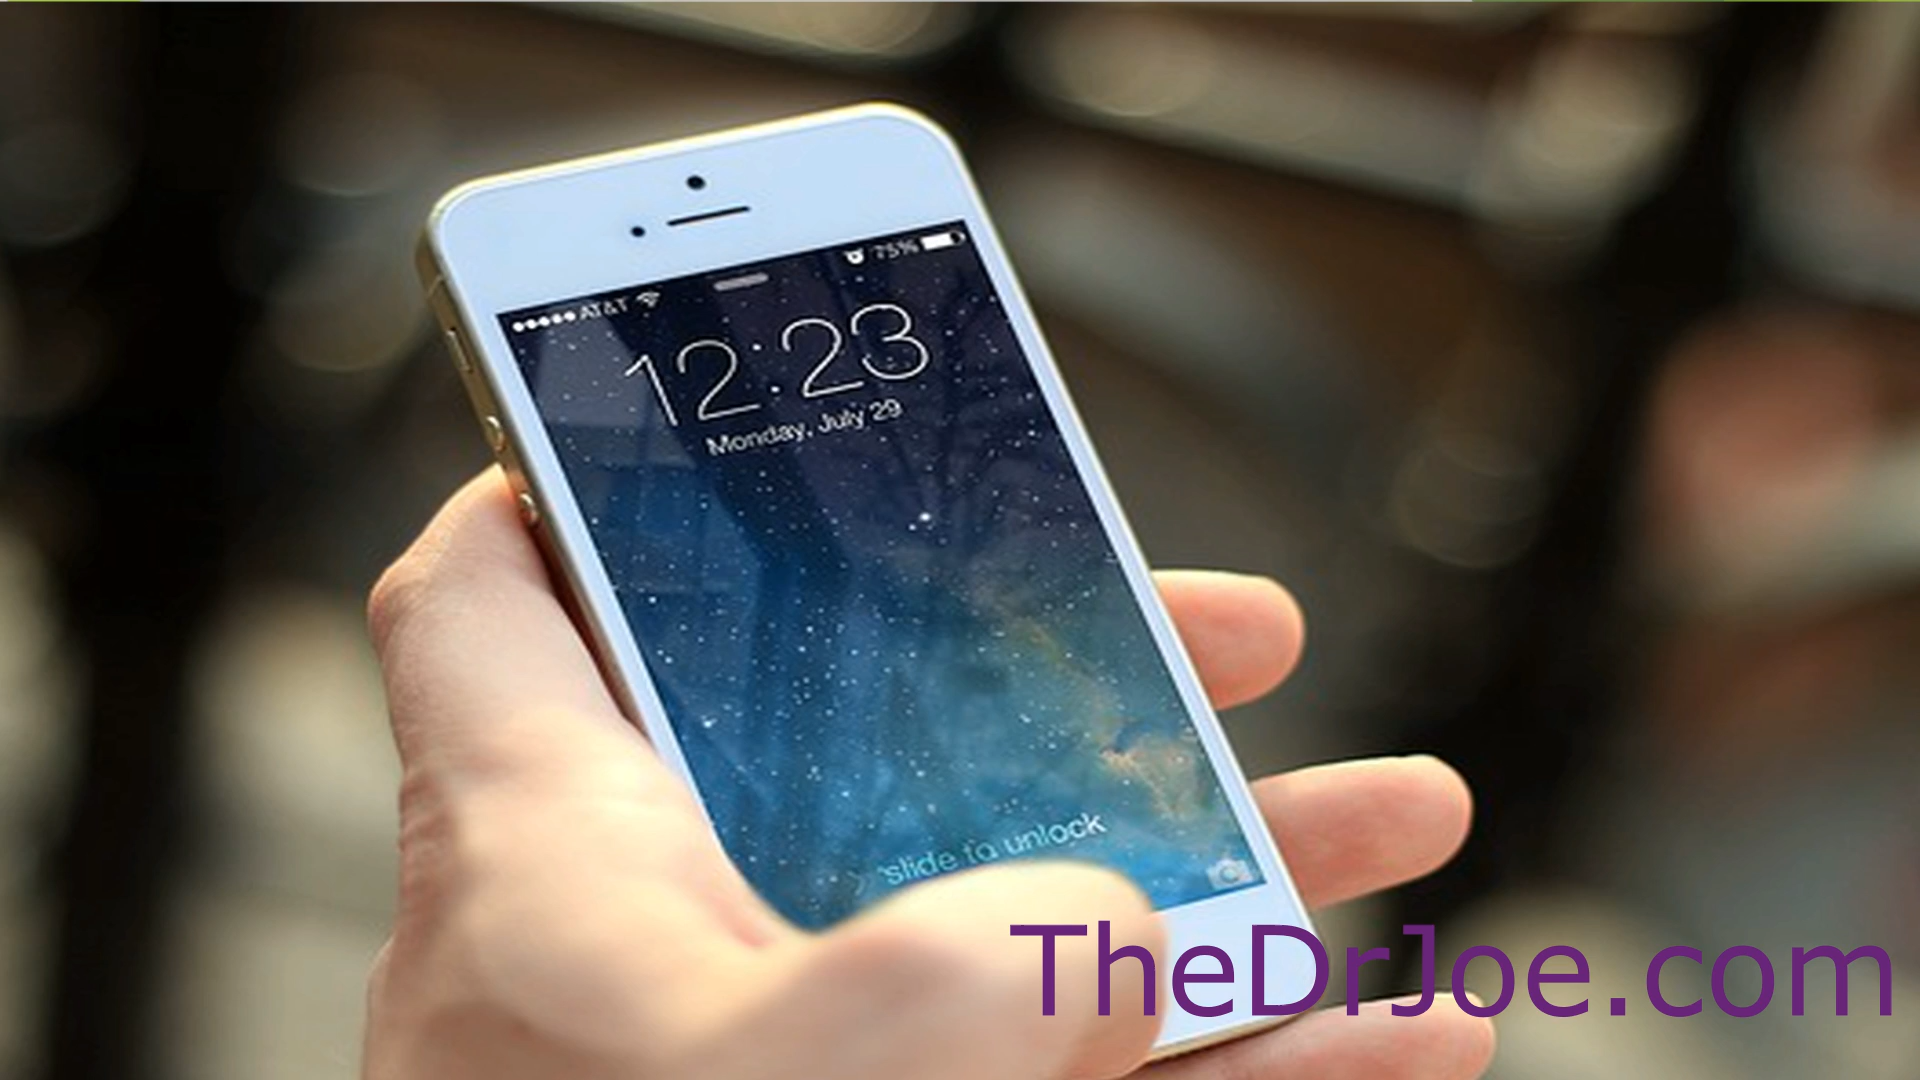 AT&T 75%
12:23
Monday, July 29
slide to unlock
TheDrJoe.com